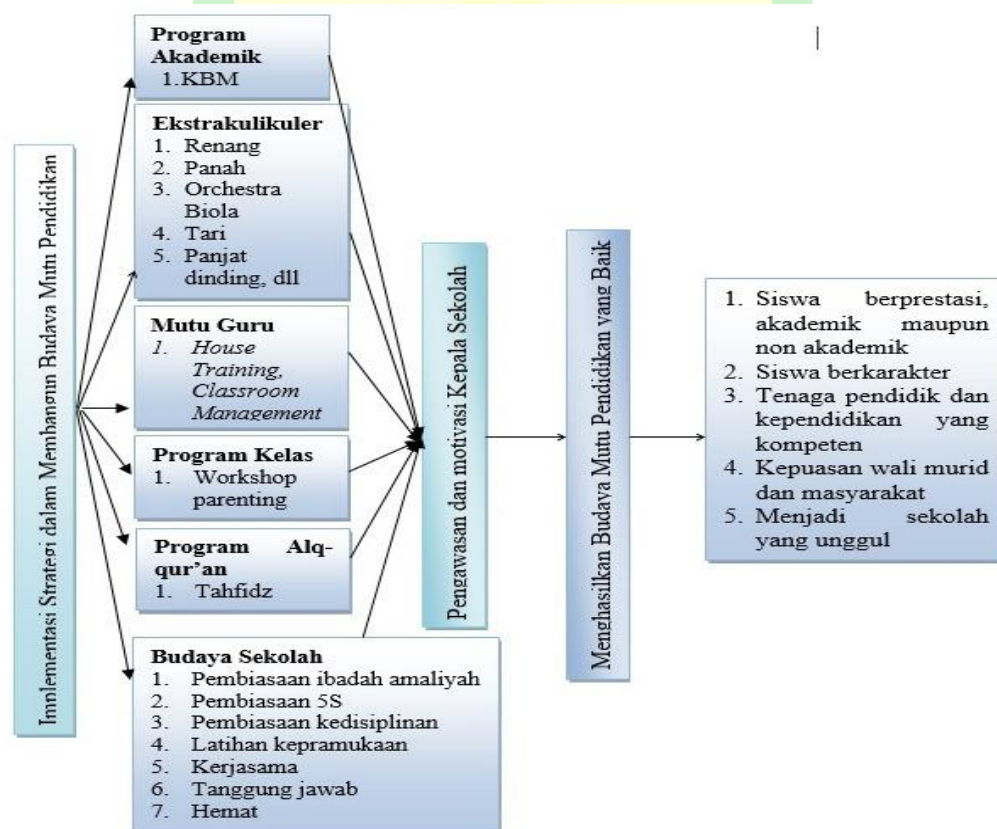 Implementasi Strategi dalam Membangun Budaya Mutu Pendidikan
Program
Akademik
1.KBM
Ekstrakulikuler
1. Renang
2. Panah
3. Orchestra
Biola
4. Tari
5. Panjat
dinding, dll
Mutu Guru
1. House
Training,
Classroom
Management
Program Kelas
1. Workshop
parenting
Program Alq-
qur'an
1. Tahfidz
Budaya Sekolah
1. Pembiasaan ibadah amaliyah
2. Pembiasaan 5S
3. Pembiasaan kedisiplinan
4. Latihan kepramukaan
5. Kerjasama
6. Tanggung jawab
7. Hemat
Pengawasan dan motivasi Kepala Sekolah
Menghasilkan Budaya Mutu Pendidikan yang Baik
1. Siswa berprestasi,
akademik maupun
non akademik
2. Siswa berkarakter
3. Tenaga pendidik dan
kependidikan yang
kompeten
4. Kepuasan wali murid
dan masyarakat
5. Menjadi sekolah
yang unggul